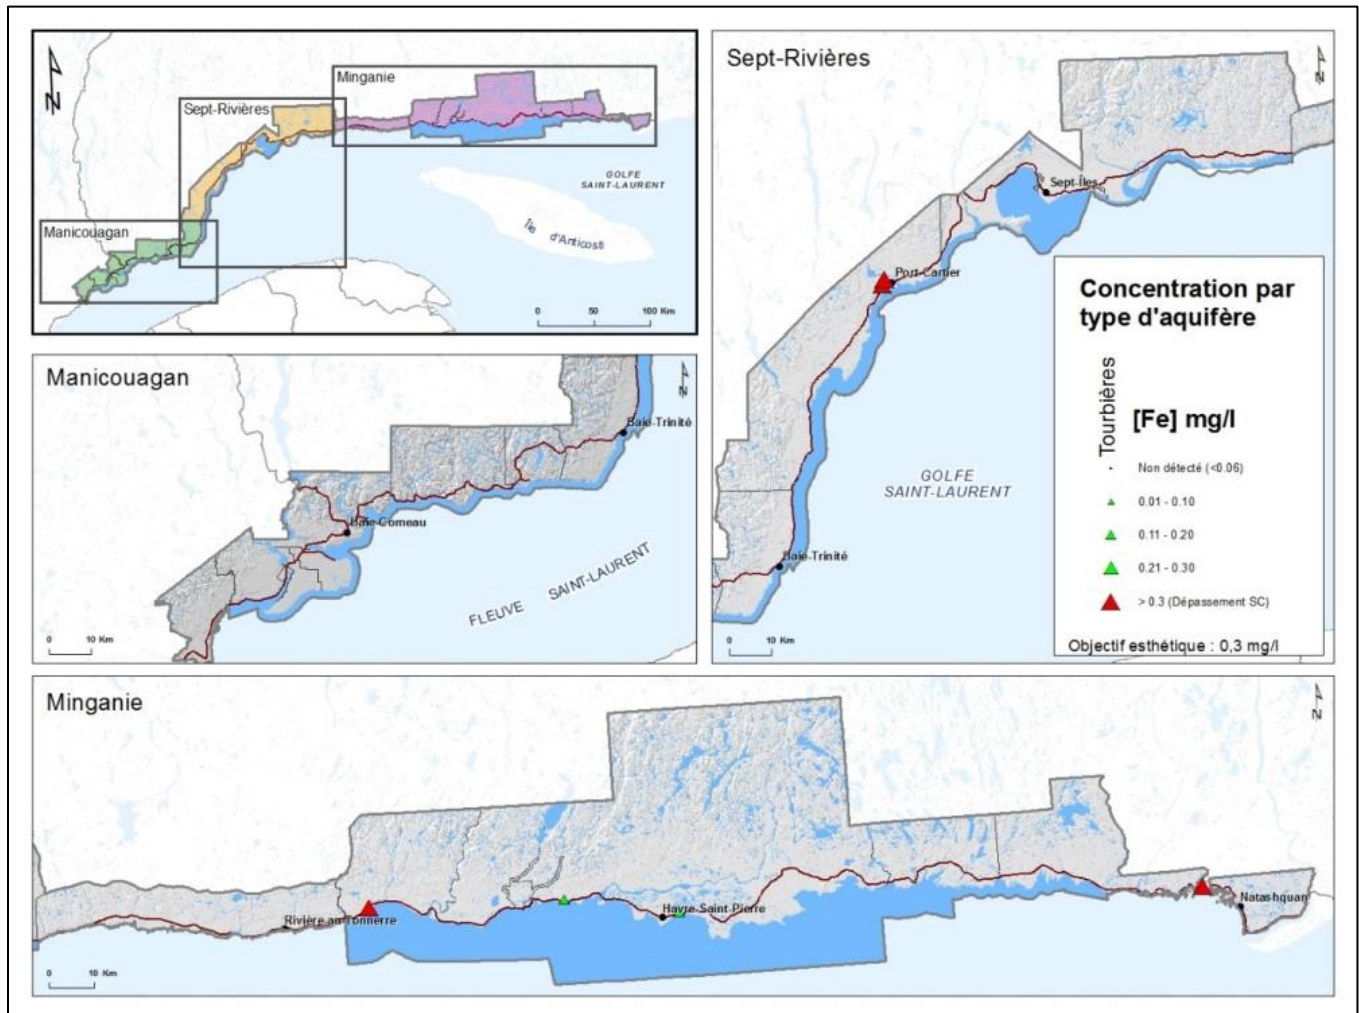 N
Minganie
Sept-Rivières
GOLFE
SAINT-LAURENT
Île d'Anticosti
Manicouagan
0 50 100 Km
Sept-Rivières
N
Sept-Îles
Port-Cartier
GOLFE
SAINT-LAURENT
Baie-Trinité
0 10 Km
Concentration par
type d'aquifère
Tourbières
[Fe] mg/l
Non détecté (<0.06)
0.01 - 0.10
0.11 - 0.20
0.21 - 0.30
> 0.3 (Dépassement SC)
Objectif esthétique : 0,3 mg/l
Manicouagan
N
Baie-Trinité
Baie-Comeau
FLEUVE SAINT-LAURENT
0 10 Km
Minganie
N
Rivière-au-Tonnerre
Havre-Saint-Pierre
Natashquan
0 10 Km